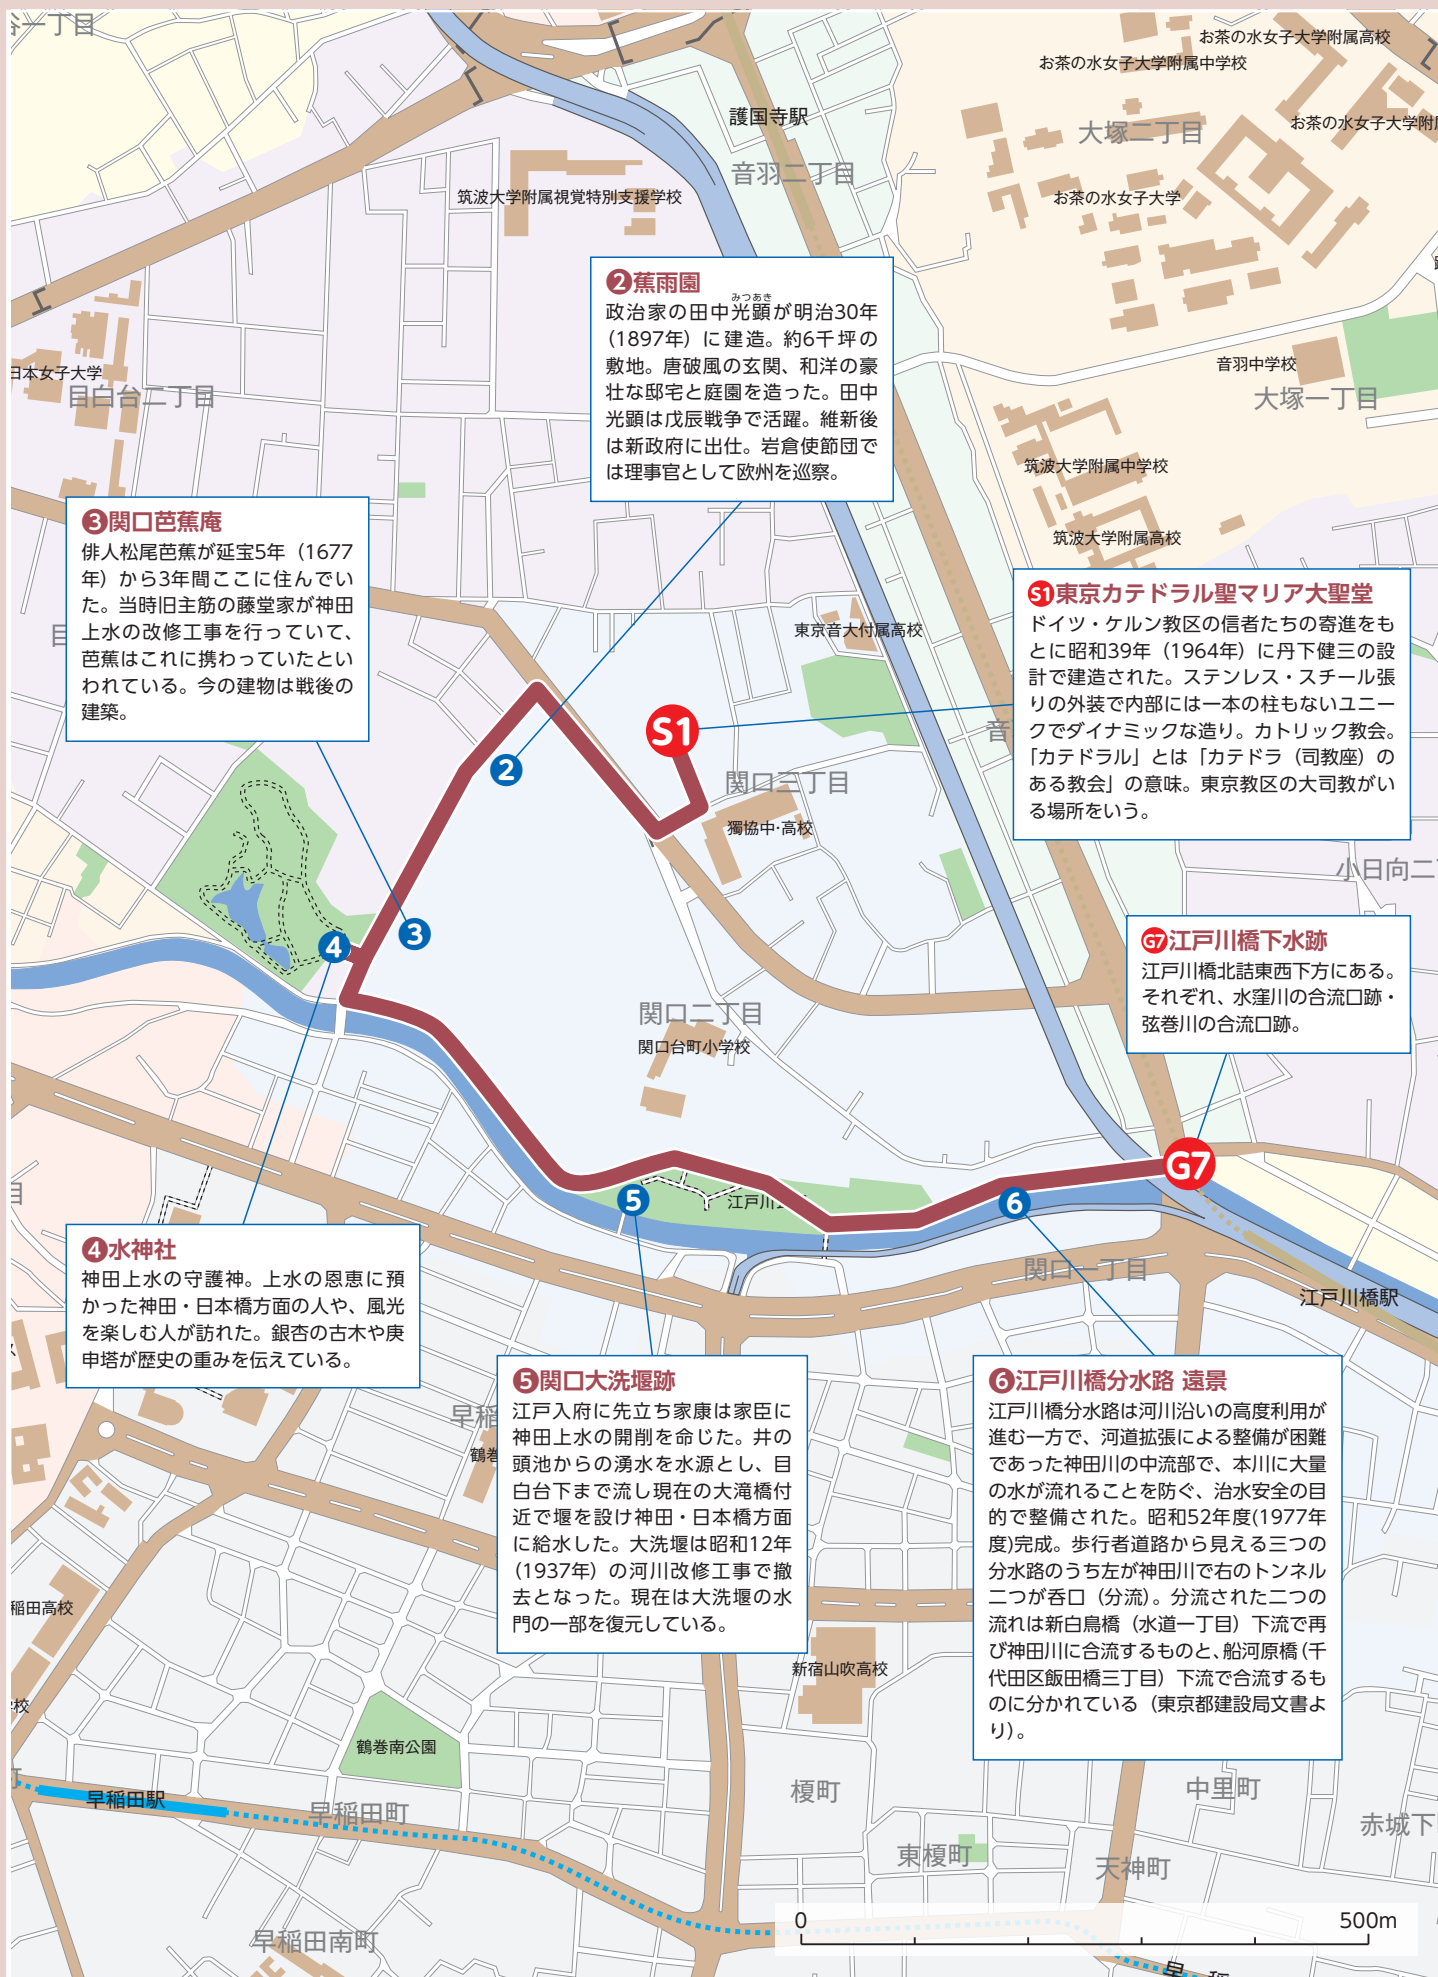 谷一丁目
お茶の水女子大学附属高校
お茶の水女子大学附属中学校
護国寺駅
大塚二丁目
お茶の水女子大学附
音羽二丁目
筑波大学附属視覚特別支援学校
お茶の水女子大学
❷蕉雨園
みつあき
政治家の田中光顕が明治30年
(1897年)に建造。約6千坪の
敷地。唐破風の玄関、和洋の豪
壮な邸宅と庭園を造った。田中
光顕は戊辰戦争で活躍。維新後
は新政府に出仕。岩倉使節団で
は理事官として欧州を巡察。
音羽中学校
大塚一丁目
日本女子大学
目白台二丁目
筑波大学附属中学校
筑波大学附属高校
❸関口芭蕉庵
俳人松尾芭蕉が延宝5年（1677
年）から3年間ここに住んでい
た。当時旧主筋の藤堂家が神田
上水の改修工事を行っていて、
芭蕉はこれに携わっていたとい
われている。今の建物は戦後の
建築。
目
東京音大付属高校
S1東京カテドラル聖マリア大聖堂
ドイツ・ケルン教区の信者たちの寄進をも
とに昭和39年（1964年）に丹下健三の設
計で建造された。ステンレス・スチール張
りの外装で内部には一本の柱もないユニー
クでダイナミックな造り。カトリック教会。
「カテドラル」とは「カテドラ（司教座）の
ある教会」の意味。東京教区の大司教がい
る場所をいう。
音
S1
2
関口三丁目
獨協中・高校
小日向二
3
4
G7江戸川橋下水跡
江戸川橋北詰東西下方にある。
それぞれ、水窪川の合流口跡・
弦巻川の合流口跡。
関口二丁目
関口台町小学校
G7
目
5
江戸川
6
❹水神社
神田上水の守護神。上水の恩恵に預
かった神田・日本橋方面の人や、風光
を楽しむ人が訪れた。銀杏の古木や庚
申塔が歴史の重みを伝えている。
関口一丁目
江戸川橋駅
❺関口大洗堰跡
江戸入府に先立ち家康は家臣に
神田上水の開削を命じた。井の
頭池からの湧水を水源とし、目
白台下まで流し現在の大滝橋付
近で堰を設け神田・日本橋方面
に給水した。大洗堰は昭和12年
(1937年）の河川改修工事で撤
去となった。現在は大洗堰の水
門の一部を復元している。
❻江戸川橋分水路 遠景
江戸川橋分水路は河川沿いの高度利用が
進む一方で、河道拡張による整備が困難
であった神田川の中流部で、本川に大量
の水が流れることを防ぐ、治水安全の目
的で整備された。昭和52年度(1977年
度)完成。歩行者道路から見える三つの
分水路のうち左が神田川で右のトンネル
二つが呑口（分流）。分流された二つの
流れは新白鳥橋（水道一丁目）下流で再
び神田川に合流するものと、船河原橋（千
代田区飯田橋三丁目）下流で合流するも
のに分かれている（東京都建設局文書よ
り）。
早稲
鶴巻
稲田高校
校
新宿山吹高校
鶴巻南公園
町
早稲田駅
早稲田町
榎町
中里町
赤城下
東榎町
天神町
早稲田南町
0
500m
早
稲